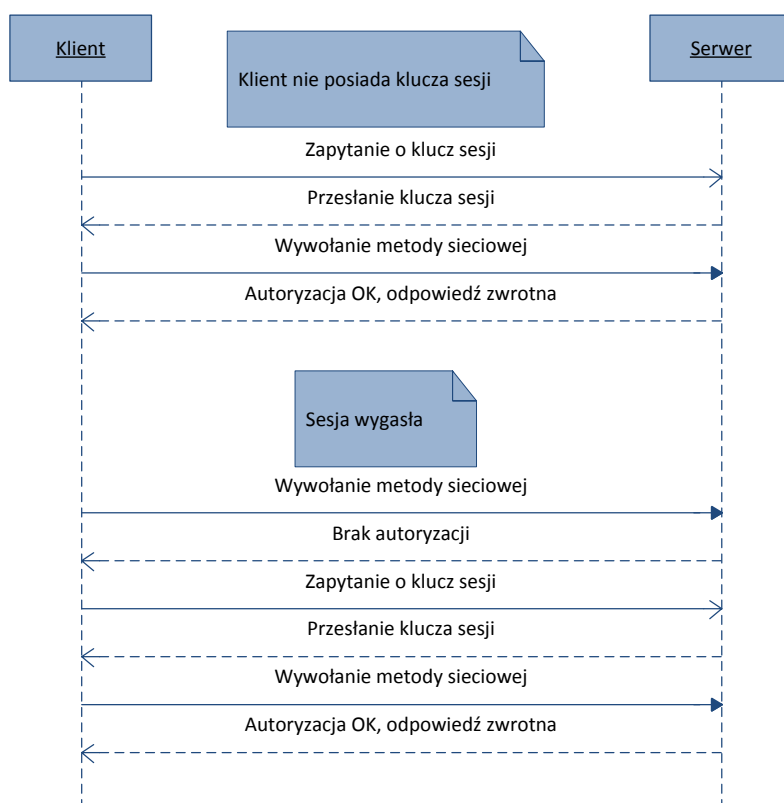 Klient
Serwer
Klient nie posiada klucza sesji
Zapytanie o klucz sesji
Przesłanie klucza sesji
Wywołanie metody sieciowej
Autoryzacja OK, odpowiedź zwrotna
Sesja wygasła
Wywołanie metody sieciowej
Brak autoryzacji
Zapytanie o klucz sesji
Przesłanie klucza sesji
Wywołanie metody sieciowej
Autoryzacja OK, odpowiedź zwrotna